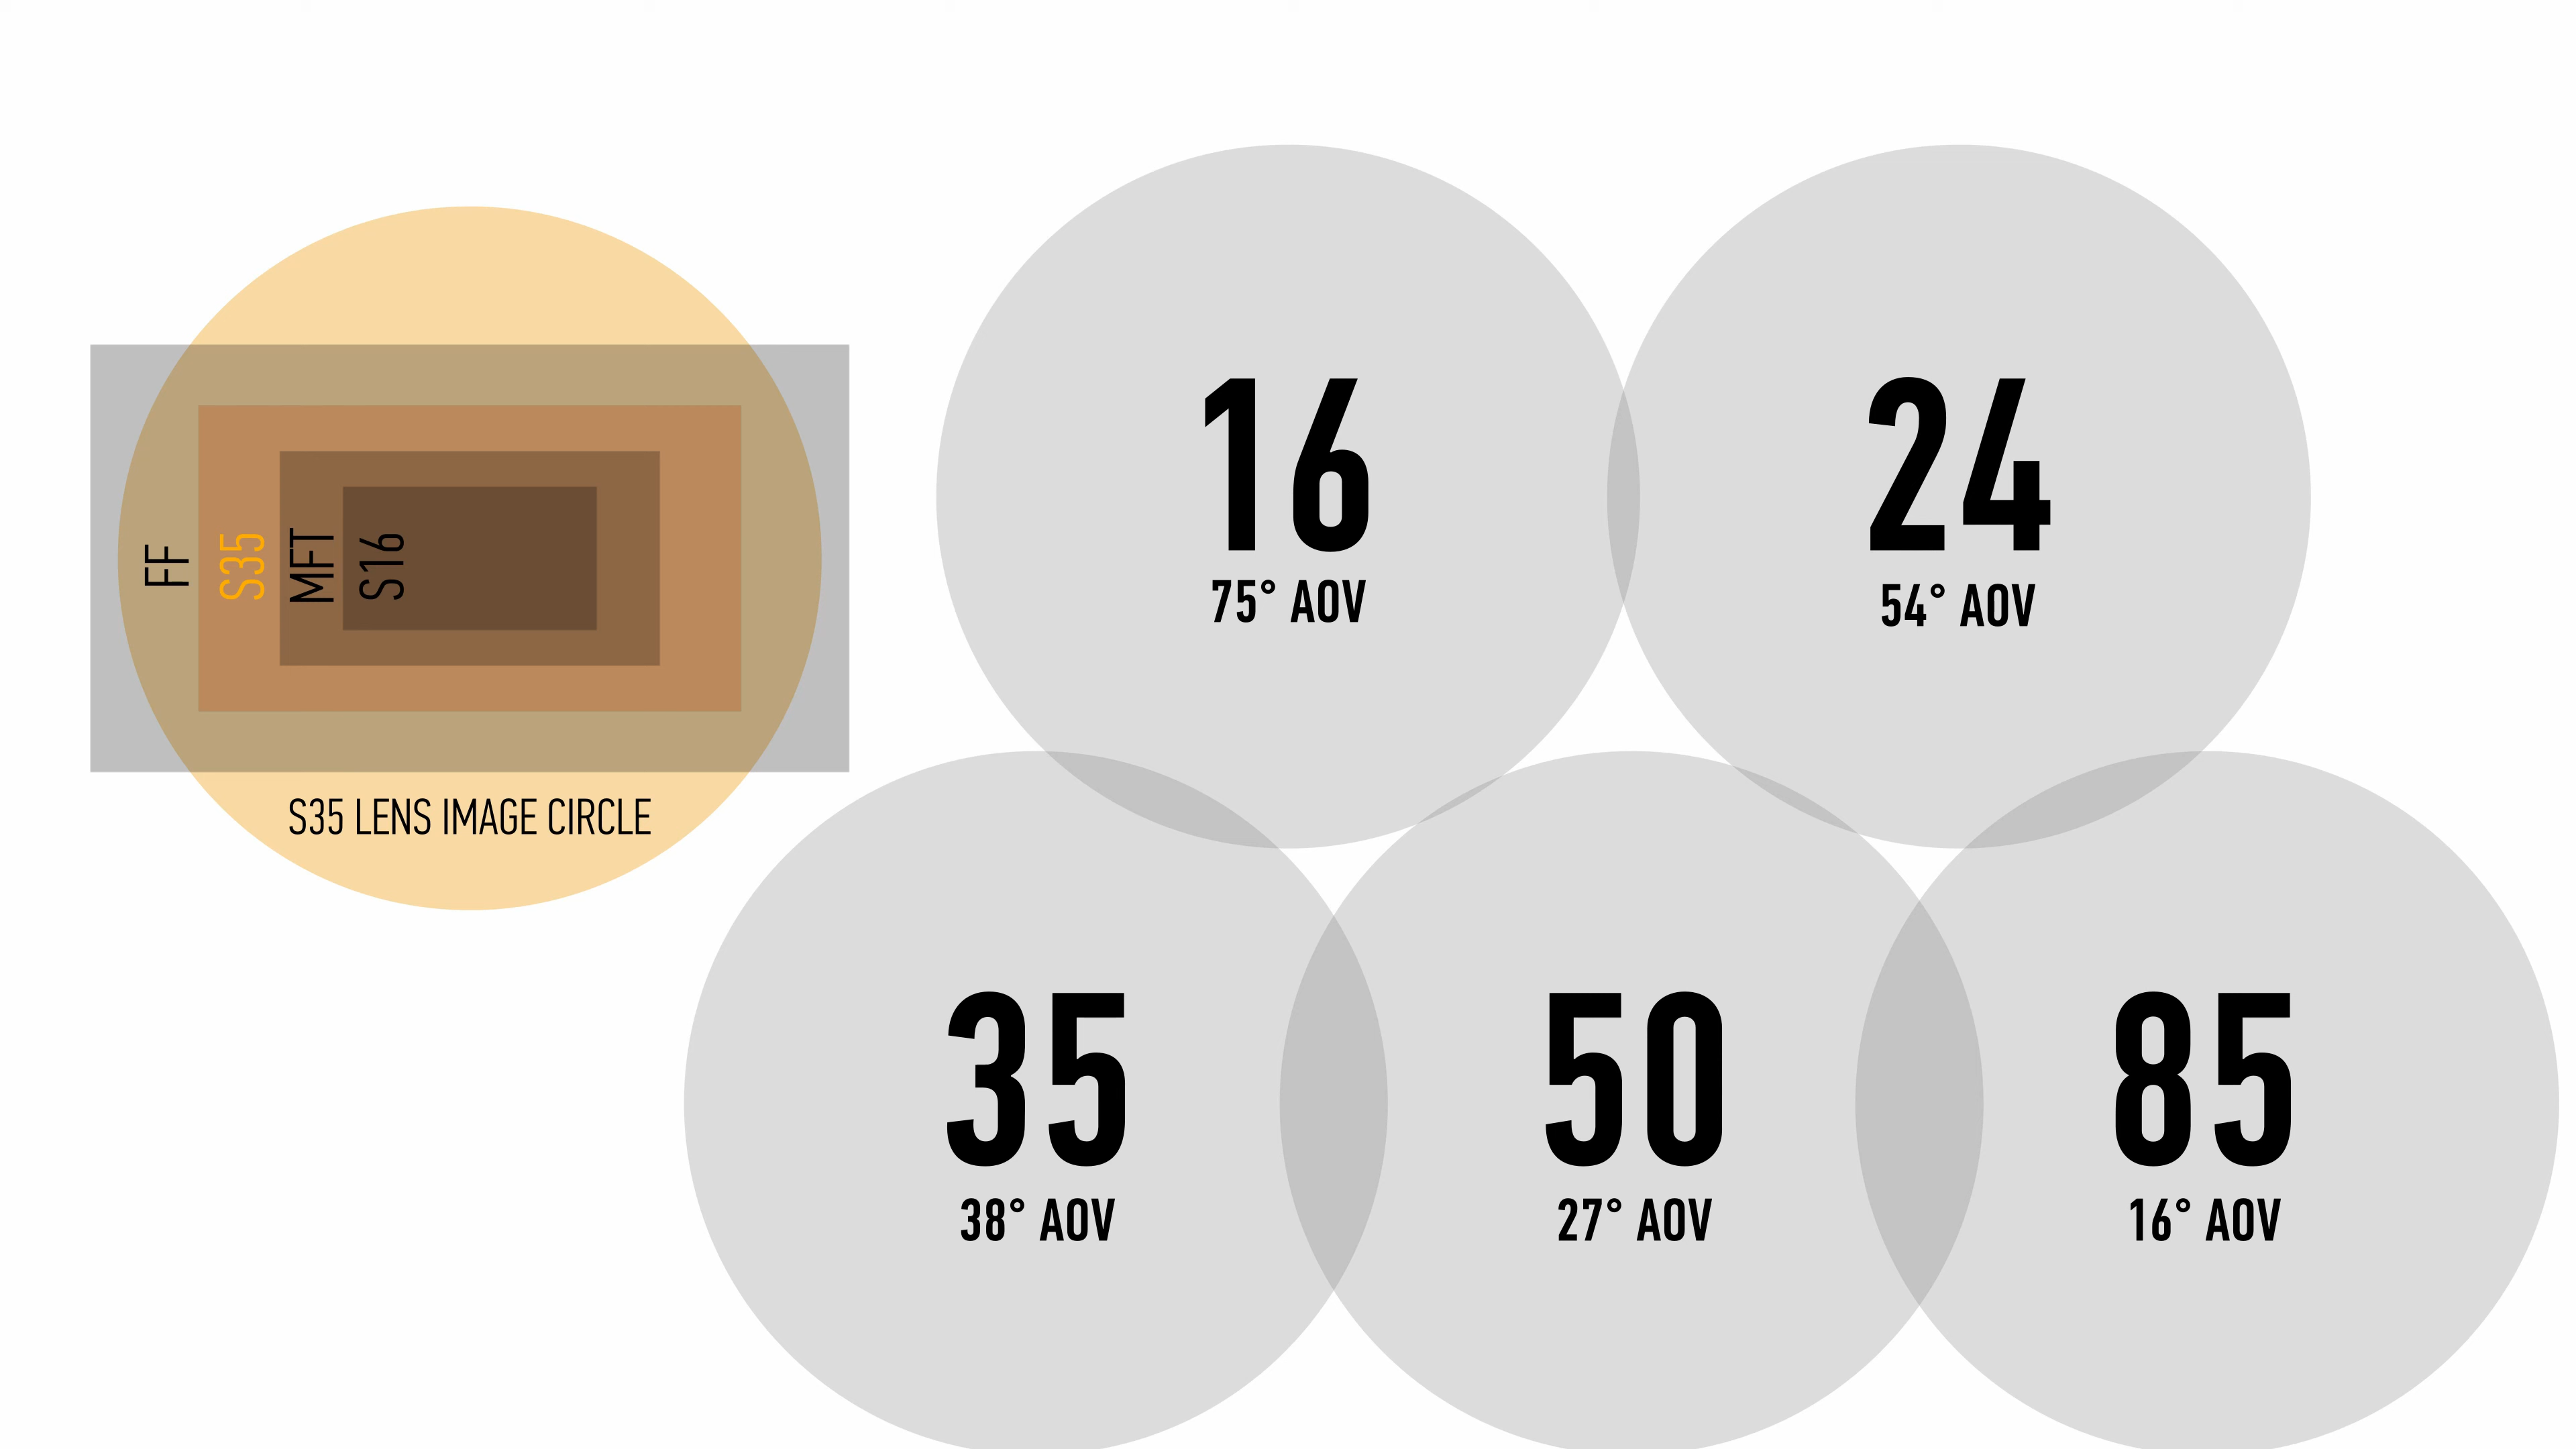 FF
S35
MFT
S16
S35 LENS IMAGE CIRCLE
16
75° AOV
24
54° AOV
35
38° AOV
50
27° AOV
85
16° AOV